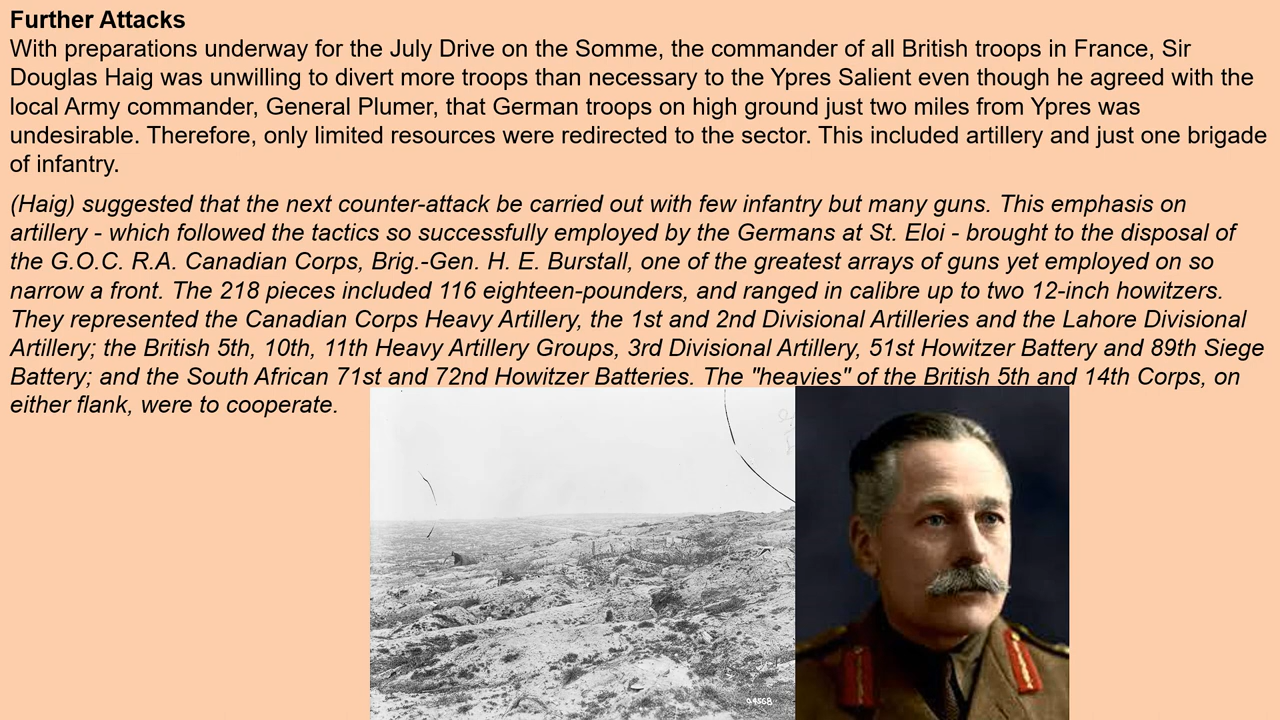 Further Attacks
With preparations underway for the July Drive on the Somme, the commander of all British troops in France, Sir
Douglas Haig was unwilling to divert more troops than necessary to the Ypres Salient even though he agreed with the
local Army commander, General Plumer, that German troops on high ground just two miles from Ypres was
undesirable. Therefore, only limited resources were redirected to the sector. This included artillery and just one brigade
of infantry.
(Haig) suggested that the next counter-attack be carried out with few infantry but many guns. This emphasis on
artillery - which followed the tactics so successfully employed by the Germans at St. Eloi - brought to the disposal of
the G.O.C. R.A. Canadian Corps, Brig.-Gen. H. E. Burstall, one of the greatest arrays of guns yet employed on so
narrow a front. The 218 pieces included 116 eighteen-pounders, and ranged in calibre up to two 12-inch howitzers.
They represented the Canadian Corps Heavy Artillery, the 1st and 2nd Divisional Artilleries and the Lahore Divisional
Artillery; the British 5th, 10th, 11th Heavy Artillery Groups, 3rd Divisional Artillery, 51st Howitzer Battery and 89th Siege
Battery; and the South African 71st and 72nd Howitzer Batteries. The "heavies" of the British 5th and 14th Corps, on
either flank, were to cooperate.